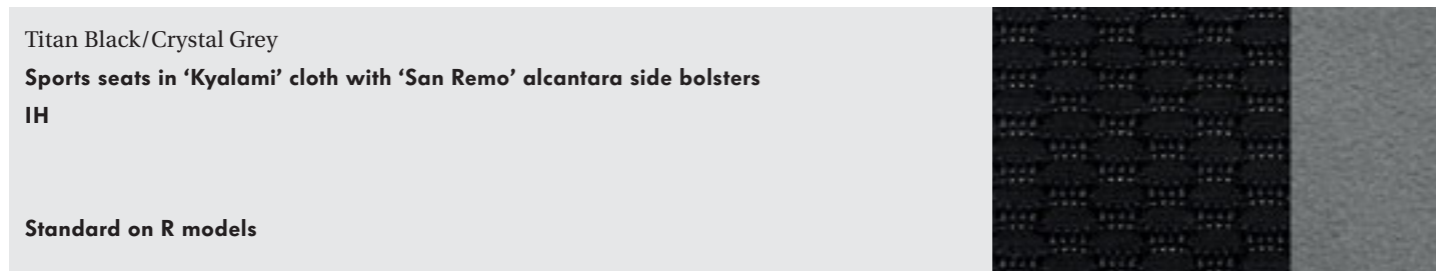 Titan Black/Crystal Grey
Sports seats in ‘Kyalami’ cloth with ‘San Remo’ alcantara side bolsters
IH
Standard on R models